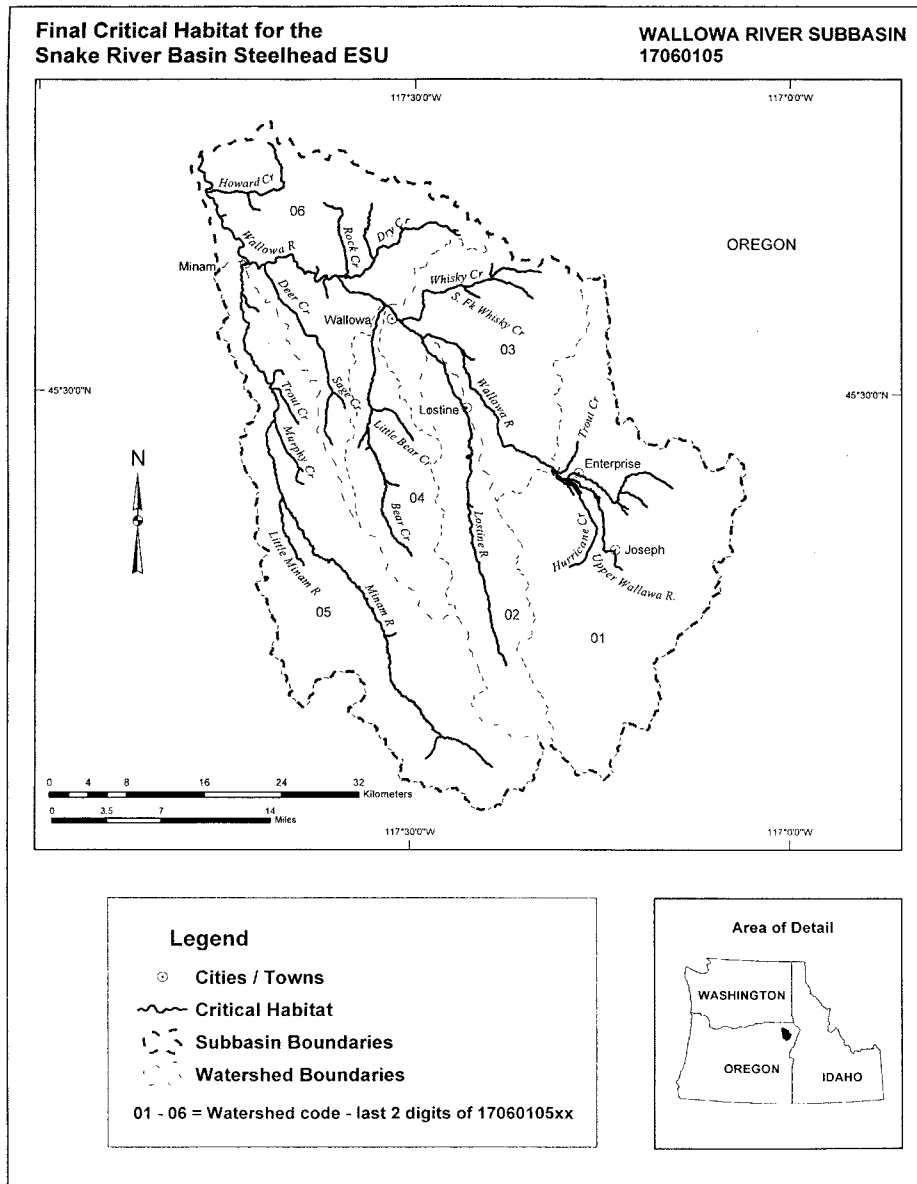 Final Critical Habitat for the
Snake River Basin Steelhead ESU
WALLOWA RIVER SUBBASIN
17060105
117°30'0"W
117°0'0"W
Howard Cr
06
Wallowa R
Rock Cr
Dry Cr
OREGON
Minam
Deer Cr
Whisky Cr
S. Fk Whisky Cr
Wallowa
03
45°30'0"N
45°30'0"N
Trout Cr
Sage Cr
Lostine
Wallawa R
Trout Cr
Murphy Cr
Little Bear Cr
Enterprise
N
04
Bear Cr
Lostine R
Hurricane Cr
Joseph
Little Minam R
Upper Wallawa R.
Minam R
05
02
01
0 4 8 16 24 32
Kilometers
0 3.5 7 14
Miles
117°30'0"W
117°0'0"W
Legend
Cities / Towns
Critical Habitat
Subbasin Boundaries
Watershed Boundaries
01 - 06 = Watershed code - last 2 digits of 17060105xx
Area of Detail
WASHINGTON
OREGON
IDAHO